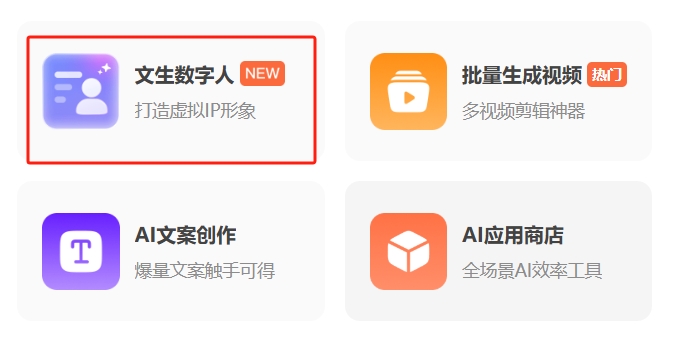 文生数字人 NEW
打造虚拟IP形象
批量生成视频 热门
多视频剪辑神器
AI文案创作
爆量文案触手可得
AI应用商店
全场景AI效率工具